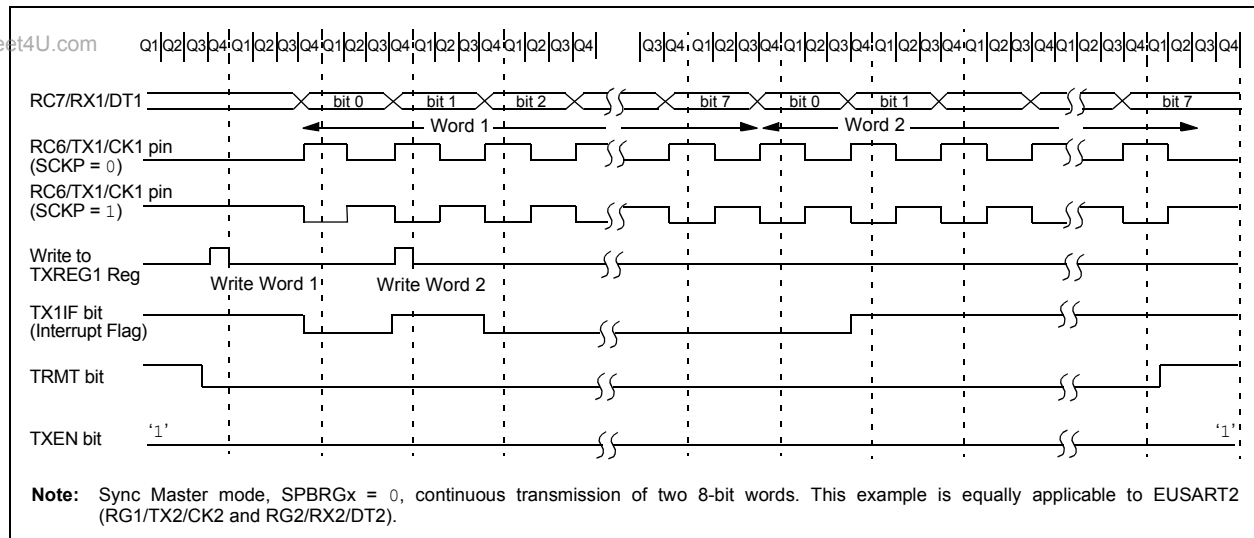 eet4U.com
Q1 Q2 Q3 Q4 Q1 Q2 Q3 Q4 Q1 Q2 Q3 Q4 Q1 Q2 Q3 Q4 Q1 Q2 Q3 Q4 Q3 Q4 Q1 Q2 Q3 Q4 Q1 Q2 Q3 Q4 Q1 Q2 Q3 Q4 Q1 Q2 Q3 Q4 Q1 Q2 Q3 Q4 Q1 Q2 Q3 Q4
RC7/RX1/DT1 bit 0 bit 1 bit 2 bit 7 bit 0 bit 1 bit 7
Word 1 Word 2
RC6/TX1/CK1 pin
(SCKP = 0)
RC6/TX1/CK1 pin
(SCKP = 1)
Write to
TXREG1 Reg
Write Word 1 Write Word 2
TX1IF bit
(Interrupt Flag)
TRMT bit
TXEN bit ‘1’ ‘1’
Note: Sync Master mode, SPBRGx = 0, continuous transmission of two 8-bit words. This example is equally applicable to EUSART2
(RG1/TX2/CK2 and RG2/RX2/DT2).